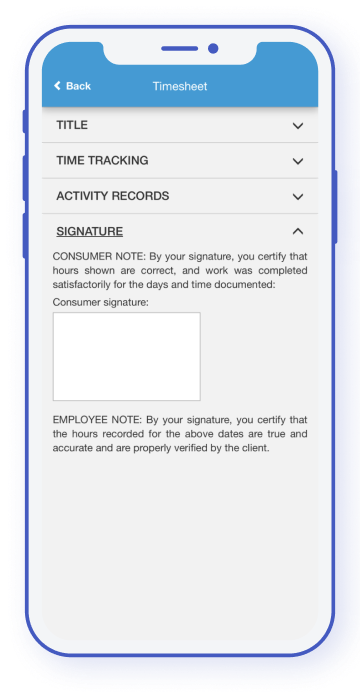 Back
Timesheet
TITLE
TIME TRACKING
ACTIVITY RECORDS
SIGNATURE
CONSUMER NOTE: By your signature, you certify that
hours shown are correct, and work was completed
satisfactorily for the days and time documented:
Consumer signature:
EMPLOYEE NOTE: By your signature, you certify that
the hours recorded for the above dates are true and
accurate and are properly verified by the client.